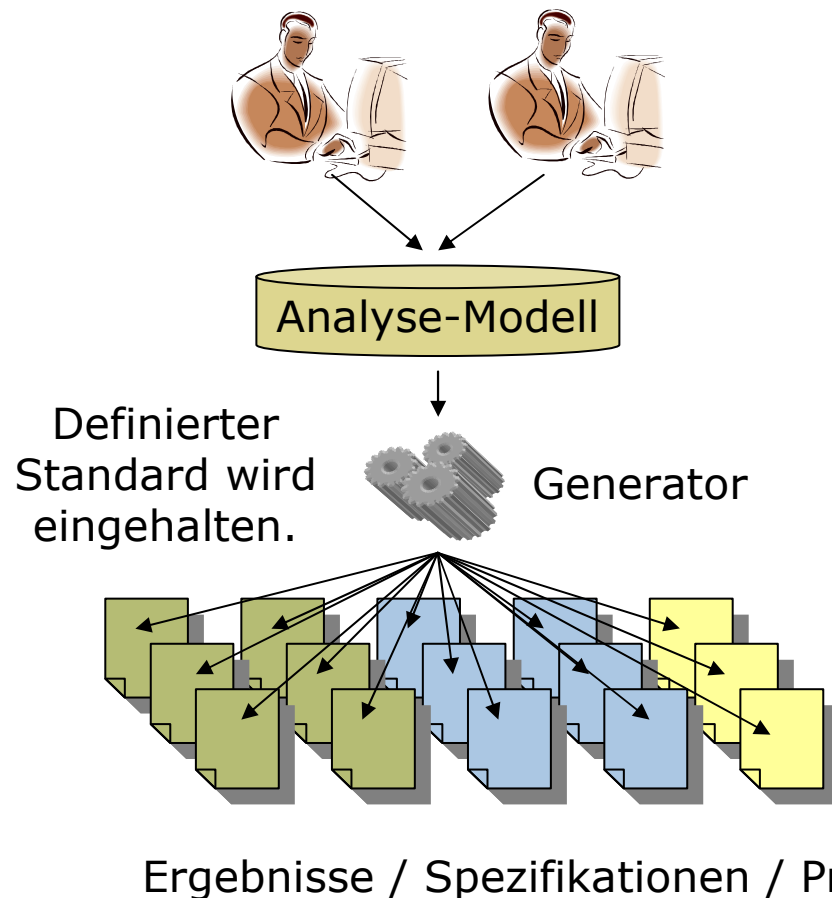 Analyse-Modell
Definierter
Standard wird
eingehalten.
Generator
Ergebnisse / Spezifikationen /